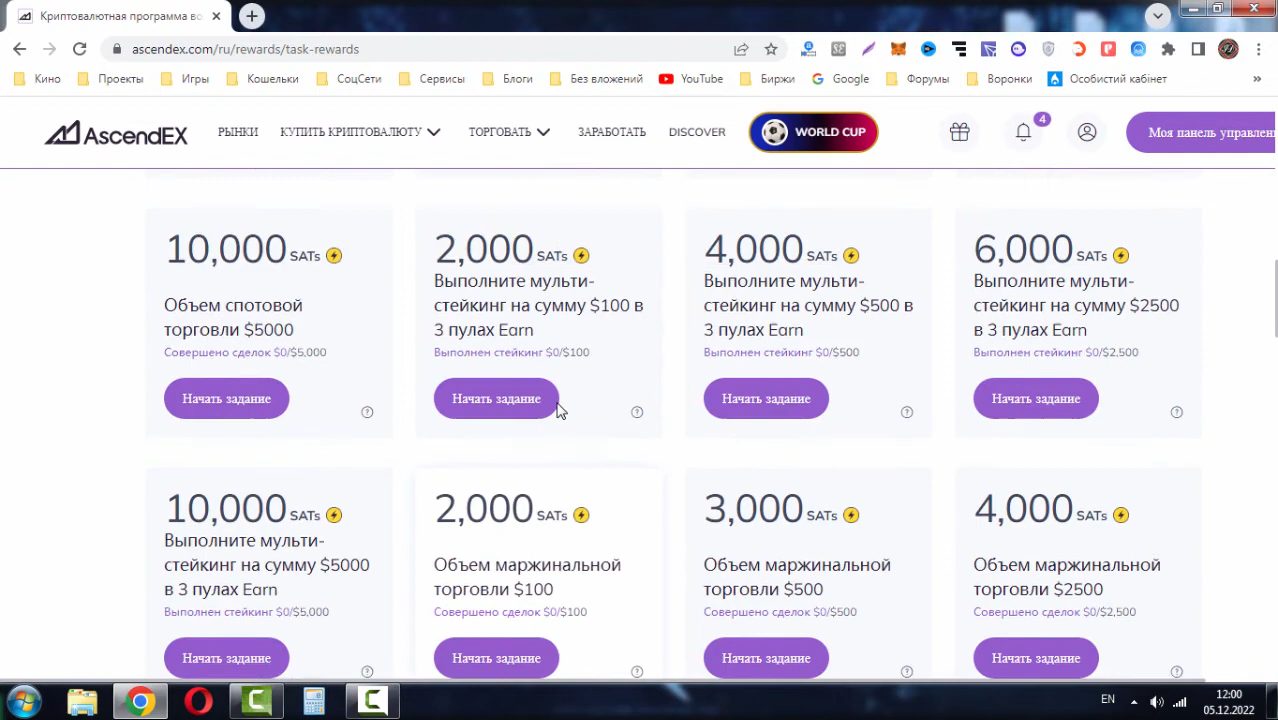 Криптовалютная программа во
ascendex.com/ru/rewards/task-rewards
Кино Проекты Игры Кошельки СоцСети Сервисы Блоги Без вложений YouTube Биржи Google Форумы Воронки Особистий кабінет »
AscendEX РЫНКИ КУПИТЬ КРИПТОВАЛЮТУ ТОРГОВАТЬ ЗАРАБОТАТЬ DISCOVER WORLD CUP 4 Моя панель управлен
10,000 SATs
Объем спотовой
торговли $5000
Совершено сделок $0/$5,000
Начать задание
2,000 SATs
Выполните мульти-
стейкинг на сумму $100 в
3 пулах Earn
Выполнен стейкинг $0/$100
Начать задание
4,000 SATs
Выполните мульти-
стейкинг на сумму $500 в
3 пулах Earn
Выполнен стейкинг $0/$500
Начать задание
6,000 SATs
Выполните мульти-
стейкинг на сумму $2500
в 3 пулах Earn
Выполнен стейкинг $0/$2,500
Начать задание
10,000 SATs
Выполните мульти-
стейкинг на сумму $5000
в 3 пулах Earn
Выполнен стейкинг $0/$5,000
Начать задание
2,000 SATs
Объем маржинальной
торговли $100
Совершено сделок $0/$100
Начать задание
3,000 SATs
Объем маржинальной
торговли $500
Совершено сделок $0/$500
Начать задание
4,000 SATs
Объем маржинальной
торговли $2500
Совершено сделок $0/$2,500
Начать задание
EN
12:00
05.12.2022